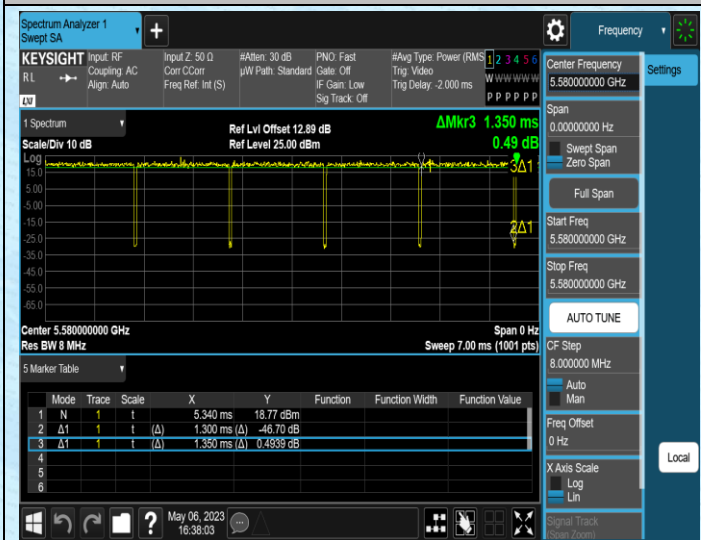 Spectrum Analyzer 1
Swept SA
Frequency
KEYSIGHT
RL
LXI
Input: RF
Coupling: AC
Align: Auto
Input Z: 50 Ω
Corr CCorr
Freq Ref: Int (S)
#Atten: 30 dB
µW Path: Standard
PNO: Fast
Gate: Off
IF Gain: Low
Sig Track: Off
#Avg Type: Power (RMS
Trig: Video
Trig Delay: -2.000 ms
1 2 3 4 5 6
W W W W W W
P P P P P P
1 Spectrum
Scale/Div 10 dB
Ref Lvl Offset 12.89 dB
Ref Level 25.00 dBm
ΔMkr3 1.350 ms
0.49 dB
Log
15.0
5.00
-5.00
-15.0
-25.0
-35.0
-45.0
-55.0
-65.0
1
3Δ1
2Δ1
Center 5.580000000 GHz
Res BW 8 MHz
Span 0 Hz
Sweep 7.00 ms (1001 pts)
5 Marker Table
Mode Trace Scale X Y Function Function Width Function Value
1 N 1 t 5.340 ms 18.77 dBm
2 Δ1 1 t (Δ) 1.300 ms (Δ) -46.70 dB
3 Δ1 1 t (Δ) 1.350 ms (Δ) 0.4939 dB
4
5
6
?
May 06, 2023
16:38:03
Center Frequency
5.580000000 GHz
Span
0.00000000 Hz
Swept Span
Zero Span
Full Span
Start Freq
5.580000000 GHz
Stop Freq
5.580000000 GHz
AUTO TUNE
CF Step
8.000000 MHz
Auto
Man
Freq Offset
0 Hz
X Axis Scale
Log
Lin
Signal Track
(Span Zoom)
Settings
Local